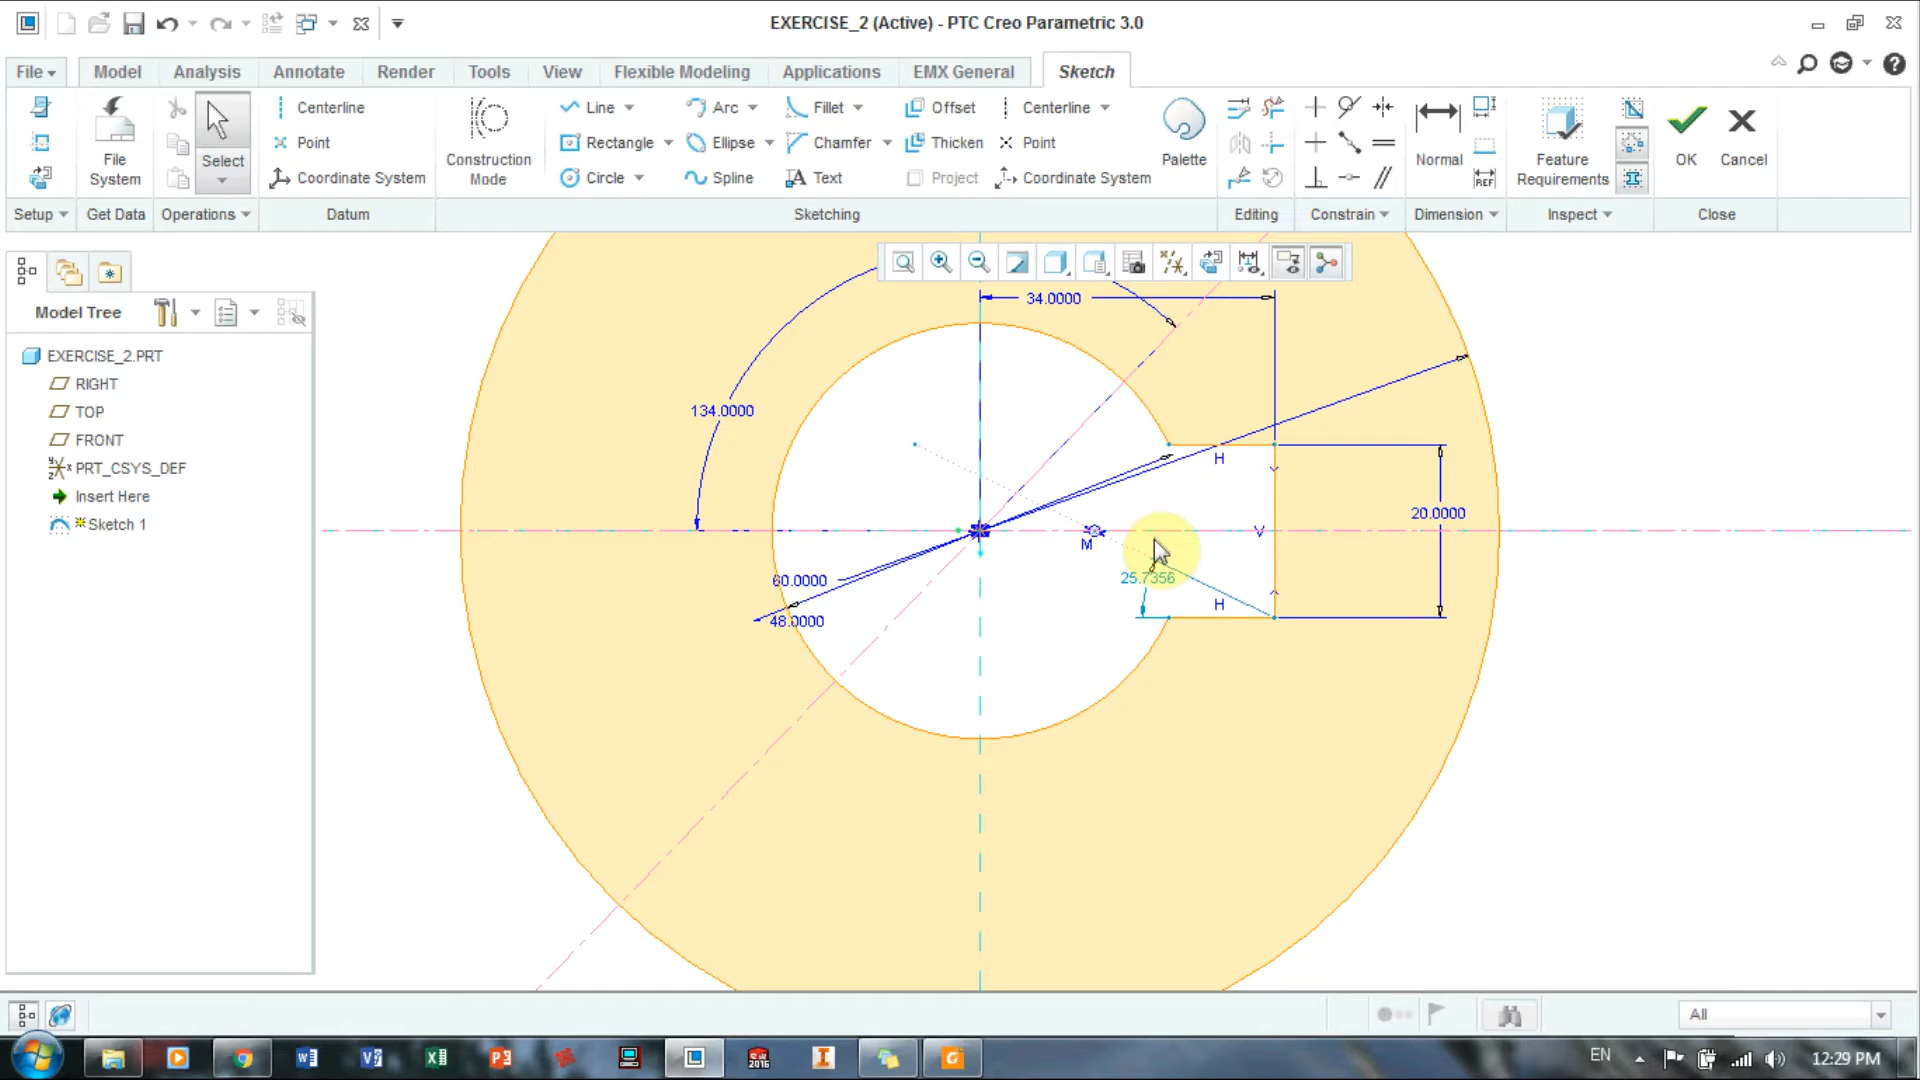 EXERCISE_2 (Active) - PTC Creo Parametric 3.0
File Model Analysis Annotate Render Tools View Flexible Modeling Applications EMX General Sketch
Centerline Line Arc Fillet Offset Centerline
Point Rectangle Ellipse Chamfer Thicken Point
Coordinate System Circle Spline Text Project Coordinate System
File System
Select
Construction Mode
Palette
Normal
REF
Feature Requirements
OK
Cancel
Setup Get Data Operations Datum Sketching Editing Constrain Dimension Inspect Close
Model Tree
EXERCISE_2.PRT
RIGHT
TOP
FRONT
PRT_CSYS_DEF
Insert Here
Sketch 1
34.0000
134.0000
H
20.0000
V
M
25.7356
60.0000
H
48.0000
All
EN
12:29 PM